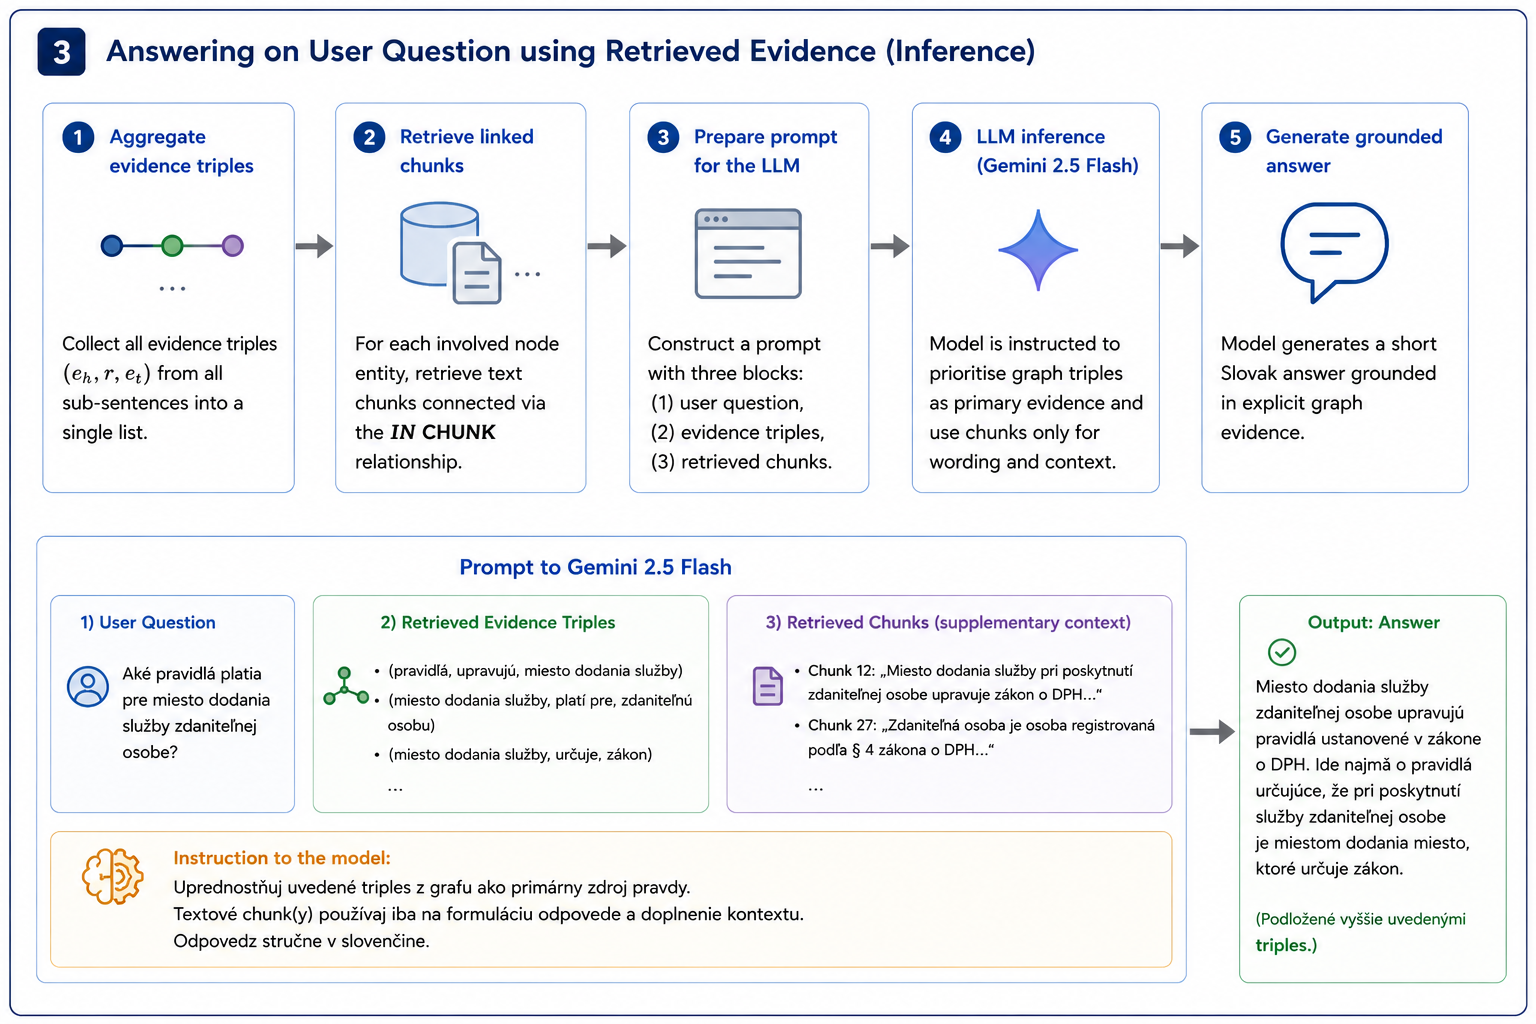 3 Answering on User Question using Retrieved Evidence (Inference)
1 Aggregate
evidence triples
...
Collect all evidence triples
(e_h, r, e_t) from all
sub-sentences into a
single list.
2 Retrieve linked
chunks
...
For each involved node
entity, retrieve text
chunks connected via
the IN CHUNK
relationship.
3 Prepare prompt
for the LLM
Construct a prompt
with three blocks:
(1) user question,
(2) evidence triples,
(3) retrieved chunks.
4 LLM inference
(Gemini 2.5 Flash)
Model is instructed to
prioritise graph triples
as primary evidence and
use chunks only for
wording and context.
5 Generate grounded
answer
Model generates a short
Slovak answer grounded
in explicit graph
evidence.
Prompt to Gemini 2.5 Flash
1) User Question
Aké pravidlá platia
pre miesto dodania
služby zdaniteľnej
osobe?
2) Retrieved Evidence Triples
• (pravidľá, upravujú, miesto dodania služby)
• (miesto dodania služby, platí pre, zdaniteľnú
osobu)
• (miesto dodania služby, určuje, zákon)
...
3) Retrieved Chunks (supplementary context)
• Chunk 12: „Miesto dodania služby pri poskytnutí
zdaniteľnej osobe upravuje zákon o DPH...“
• Chunk 27: „Zdaniteľná osoba je osoba registrovaná
podľa § 4 zákona o DPH...“
...
Instruction to the model:
Uprednostňuj uvedené triples z grafu ako primárny zdroj pravdy.
Textové chunk(y) používaj iba na formuláciu odpovede a doplnenie kontextu.
Odpovedz stručne v slovenčine.
Output: Answer
Miesto dodania služby
zdaniteľnej osobe upravujú
pravidlá ustanovené v zákone
o DPH. Ide najmä o pravidlá
určujúce, že pri poskytnutí
služby zdaniteľnej osobe
je miestom dodania miesto,
ktoré určuje zákon.
(Podložené vyššie uvedenými
triples.)